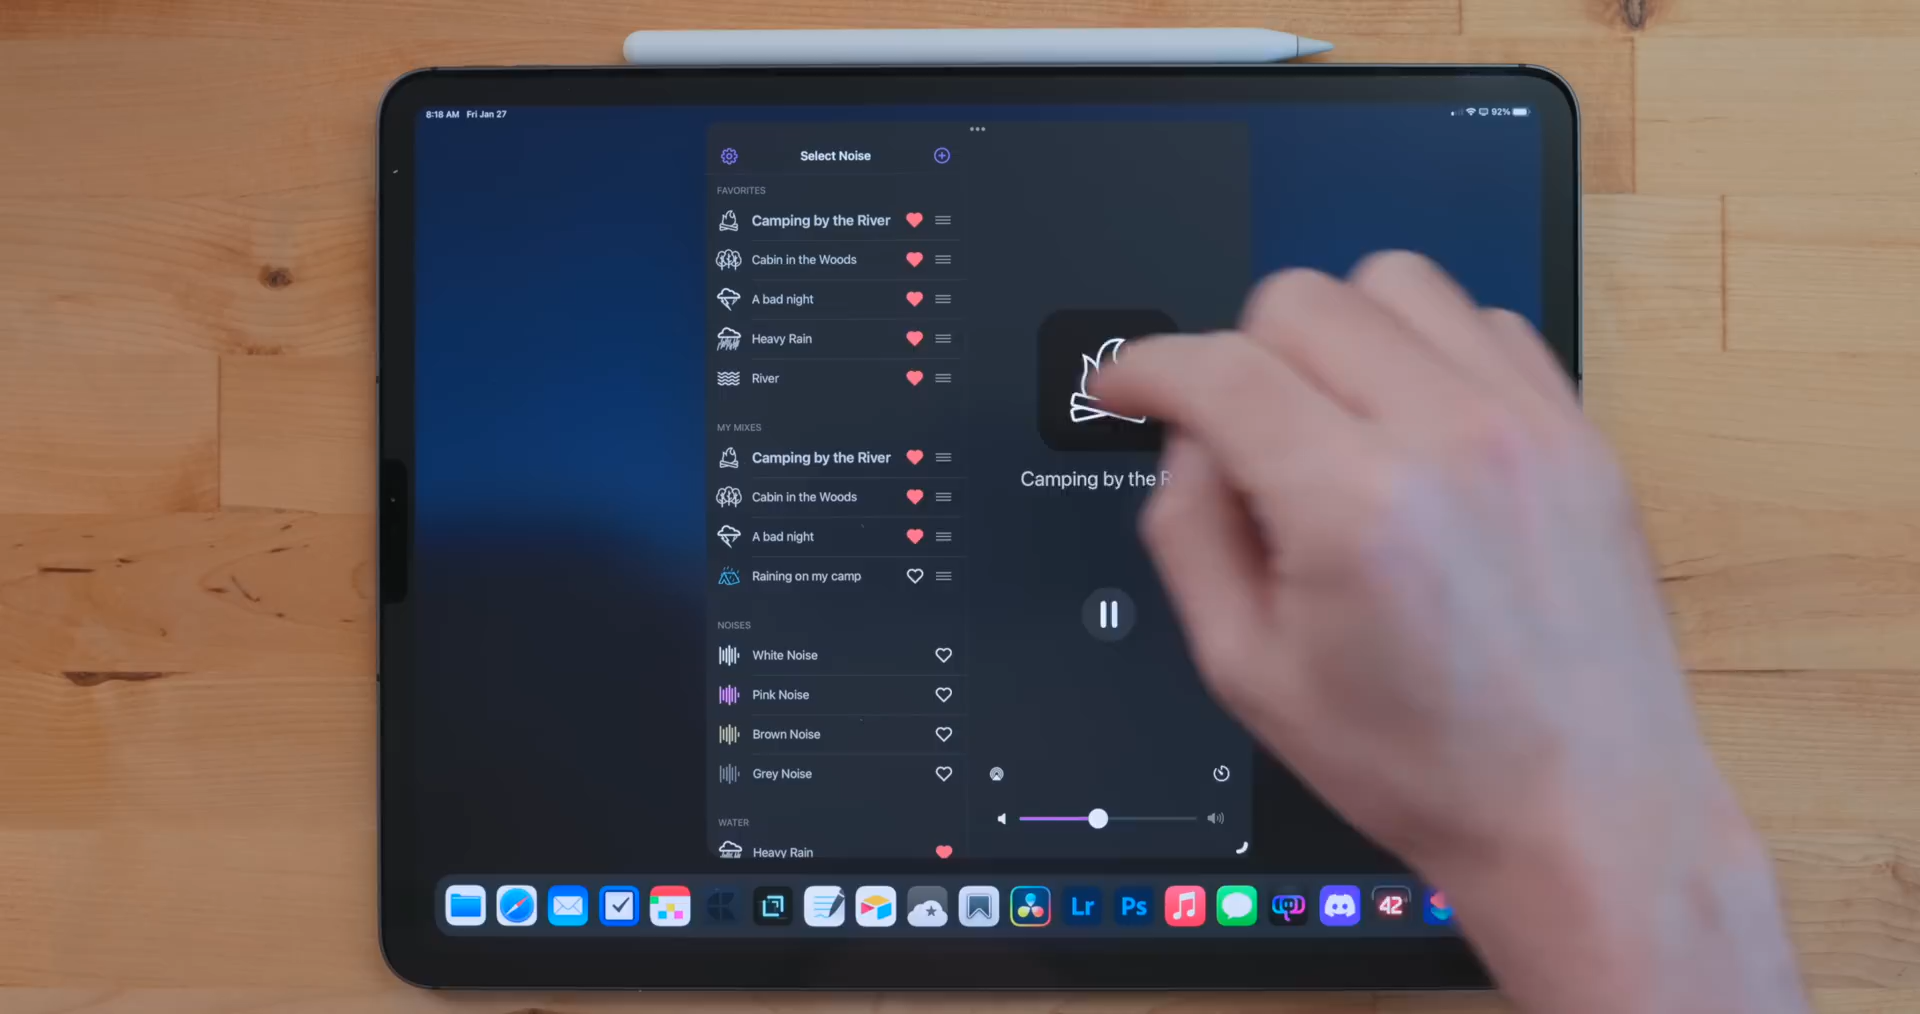 8:18 AM Fri Jan 27
92%
Select Noise
FAVORITES
Camping by the River
Cabin in the Woods
A bad night
Heavy Rain
River
MY MIXES
Camping by the River
Cabin in the Woods
A bad night
Raining on my camp
NOISES
White Noise
Pink Noise
Brown Noise
Grey Noise
WATER
Heavy Rain
Camping by the R
Lr
Ps
42